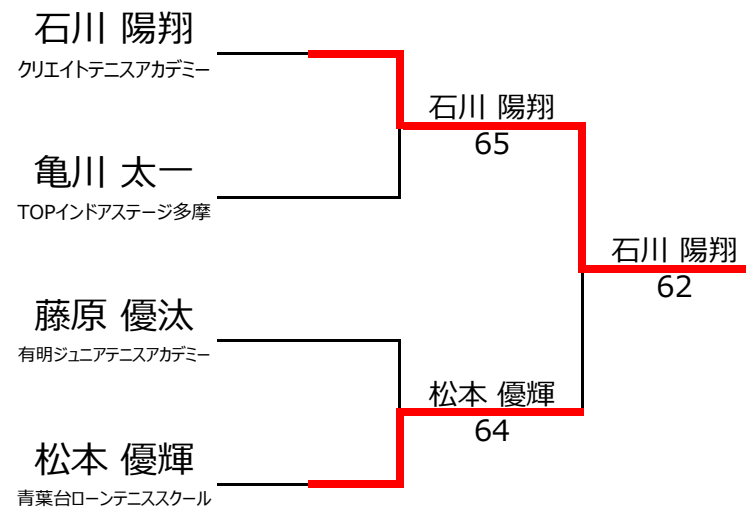 石川 陽翔
クリエイトテニスアカデミー
石川 陽翔
65
亀川 太一
TOPインドアステージ多摩
石川 陽翔
62
藤原 優汰
有明ジュニアテニスアカデミー
松本 優輝
64
松本 優輝
青葉台ローンテニススクール